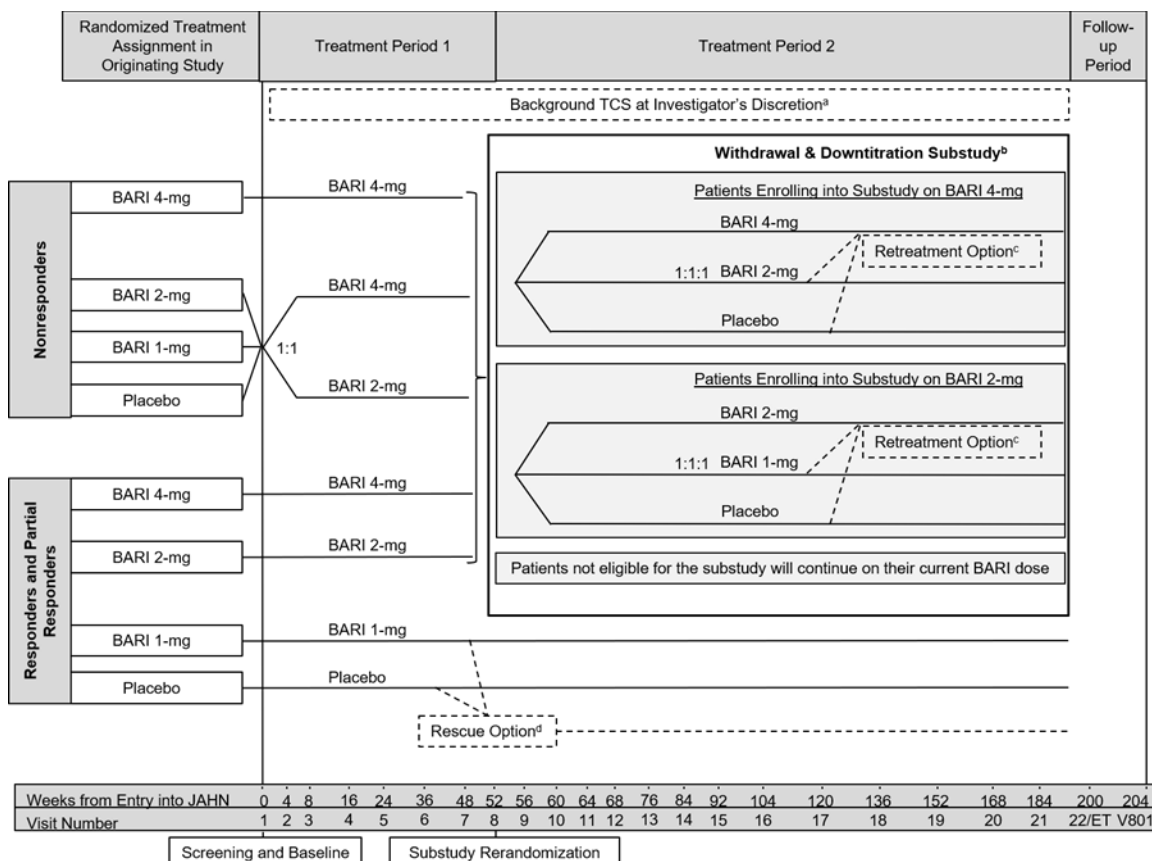 Randomized Treatment
Assignment in
Originating Study
Treatment Period 1
Treatment Period 2
Follow-
up
Period
Background TCS at Investigator's Discretionᵃ
Withdrawal & Downtitration Substudyᵇ
Nonresponders
BARI 4-mg
BARI 2-mg
BARI 1-mg
Placebo
BARI 4-mg
BARI 4-mg
1:1
BARI 2-mg
Patients Enrolling into Substudy on BARI 4-mg
BARI 4-mg
Retreatment Optionᶜ
1:1:1 BARI 2-mg
Placebo
Patients Enrolling into Substudy on BARI 2-mg
BARI 2-mg
Retreatment Optionᶜ
1:1:1 BARI 1-mg
Placebo
Patients not eligible for the substudy will continue on their current BARI dose
Responders and Partial
Responders
BARI 4-mg
BARI 4-mg
BARI 2-mg
BARI 2-mg
BARI 1-mg
BARI 1-mg
Placebo
Placebo
Rescue Optionᵈ
Weeks from Entry into JAHN 0 4 8 16 24 36 48 52 56 60 64 68 76 84 92 104 120 136 152 168 184 200 204
Visit Number 1 2 3 4 5 6 7 8 9 10 11 12 13 14 15 16 17 18 19 20 21 22/ET V801
Screening and Baseline
Substudy Rerandomization